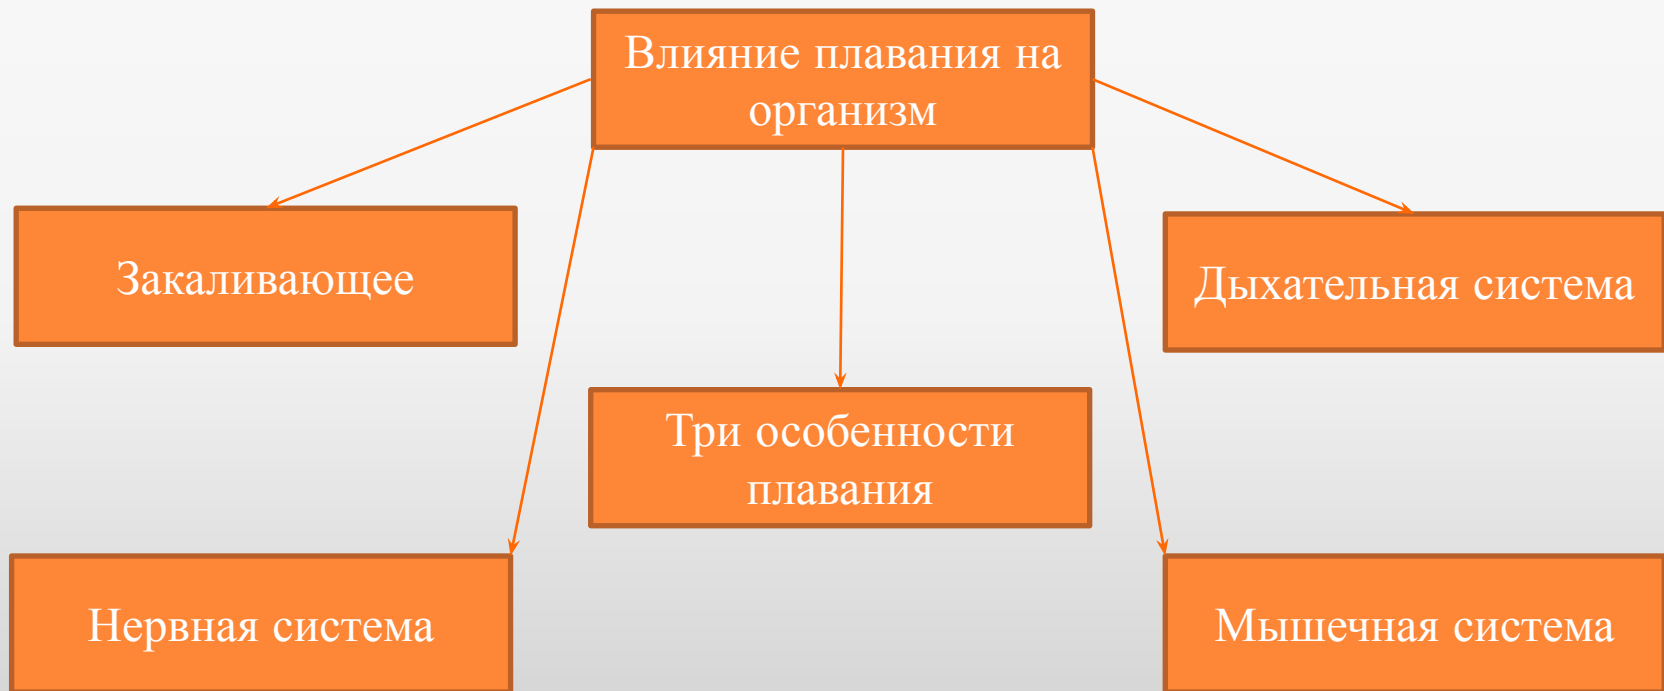 Влияние плавания на
организм
Закаливающее
Дыхательная система
Три особенности
плавания
Нервная система
Мышечная система